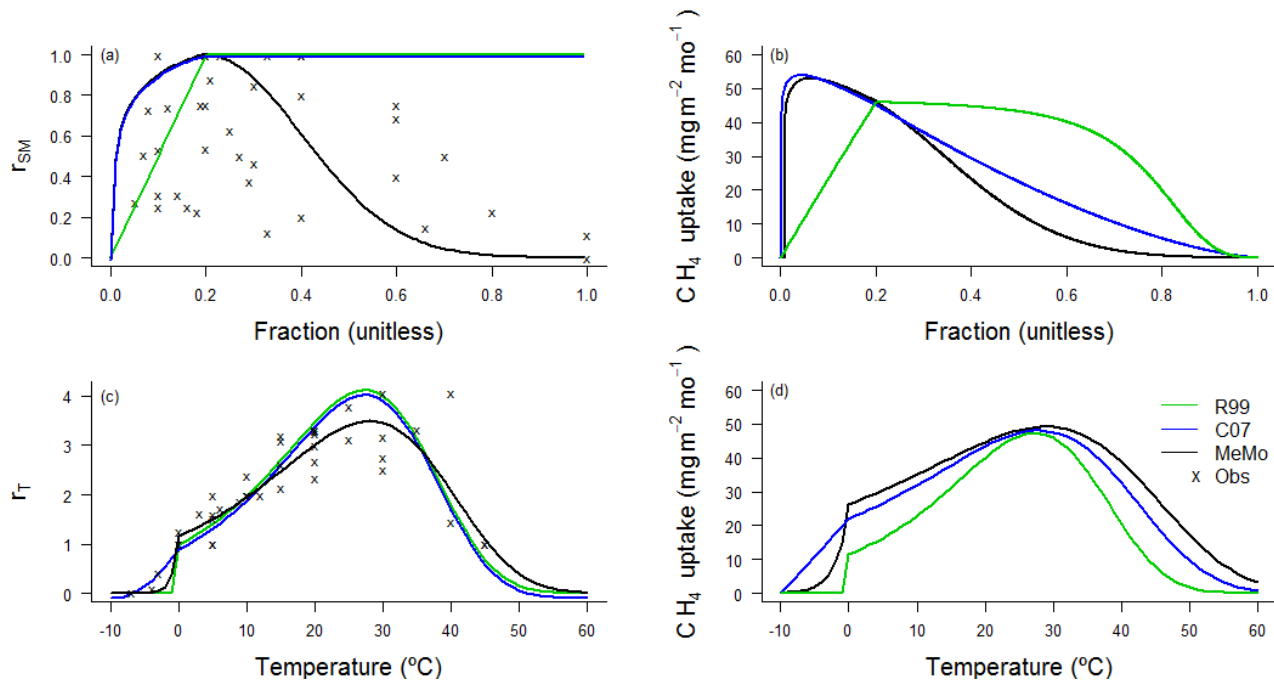 (a)
1.0
0.8
0.6
0.4
0.2
0.0
r_SM
0.0 0.2 0.4 0.6 0.8 1.0
Fraction (unitless)
(b)
60
50
40
30
20
10
0
CH₄ uptake (mg m⁻² mo⁻¹)
0.0 0.2 0.4 0.6 0.8 1.0
Fraction (unitless)
(c)
4
3
2
1
0
r_T
-10 0 10 20 30 40 50 60
Temperature (ºC)
(d)
60
50
40
30
20
10
0
CH₄ uptake (mg m⁻² mo⁻¹)
R99
C07
MeMo
x Obs
-10 0 10 20 30 40 50 60
Temperature (ºC)